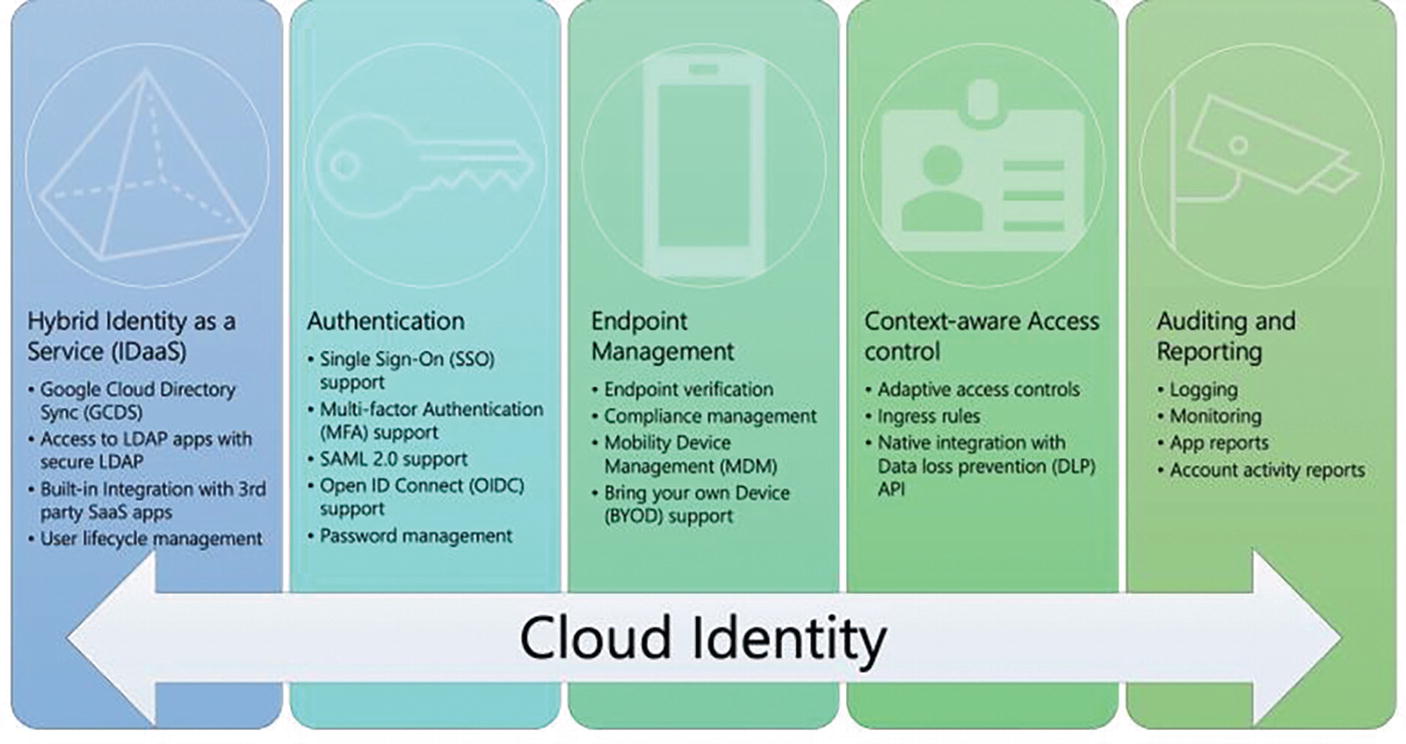 Hybrid Identity as a
Service (IDaaS)
• Google Cloud Directory
Sync (GCDS)
• Access to LDAP apps with
secure LDAP
• Built-in Integration with 3rd
party SaaS apps
• User lifecycle management
Authentication
• Single Sign-On (SSO)
support
• Multi-factor Authentication
(MFA) support
• SAML 2.0 support
• Open ID Connect (OIDC)
support
• Password management
Endpoint
Management
• Endpoint verification
• Compliance management
• Mobility Device
Management (MDM)
• Bring your own Device
(BYOD) support
Context-aware Access
control
• Adaptive access controls
• Ingress rules
• Native integration with
Data loss prevention (DLP)
API
Auditing and
Reporting
• Logging
• Monitoring
• App reports
• Account activity reports
Cloud Identity